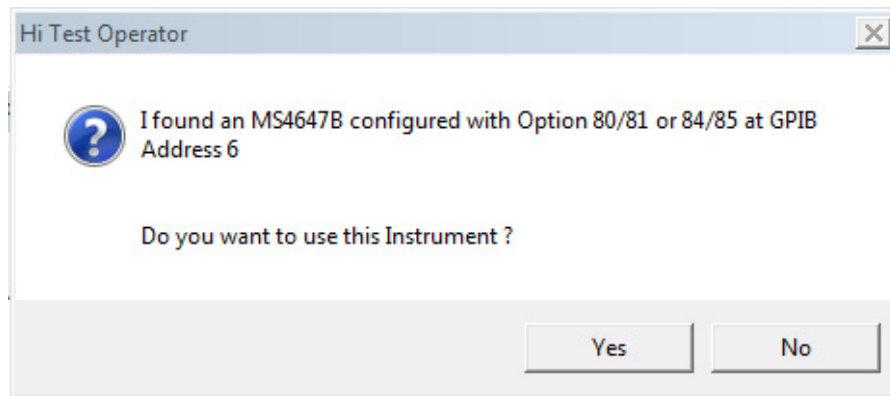 Hi Test Operator
I found an MS4647B configured with Option 80/81 or 84/85 at GPIB
Address 6
Do you want to use this Instrument ?
Yes
No